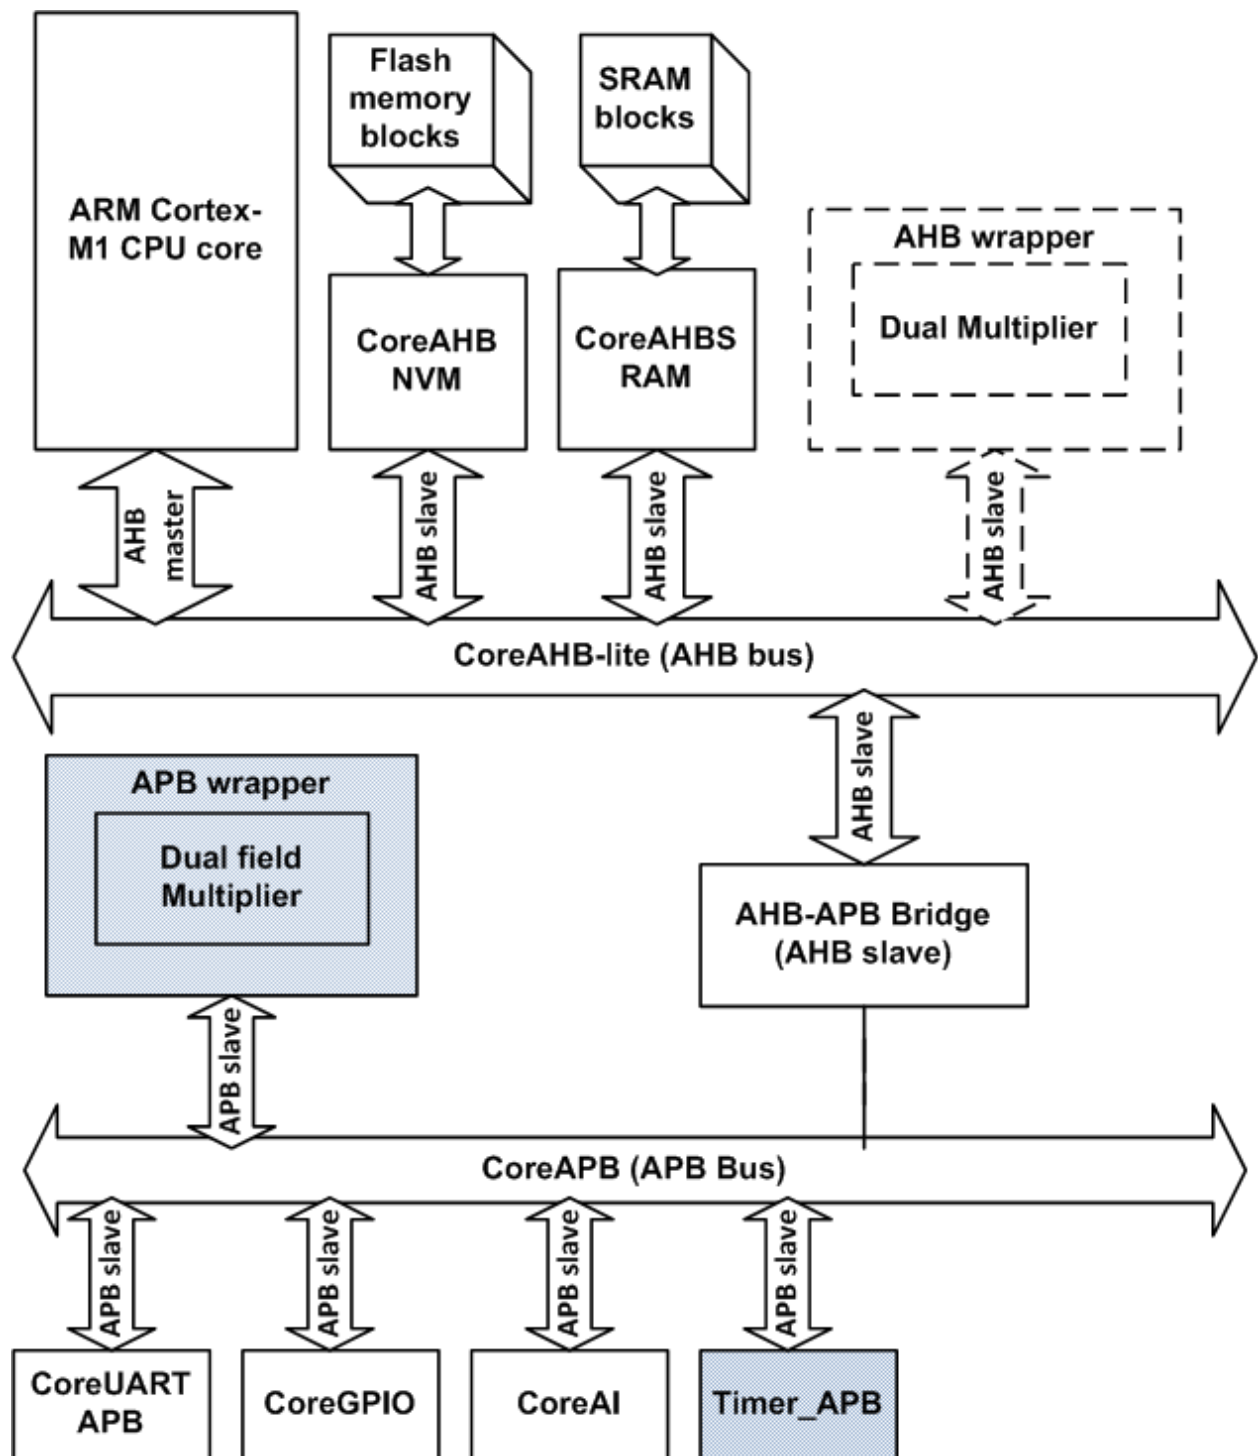 Flash
memory
blocks
SRAM
blocks
ARM Cortex-
M1 CPU core
AHB wrapper
Dual Multiplier
CoreAHB
NVM
CoreAHBS
RAM
AHB
master
AHB slave
AHB slave
AHB slave
CoreAHB-lite (AHB bus)
AHB slave
APB wrapper
Dual field
Multiplier
AHB-APB Bridge
(AHB slave)
APB slave
CoreAPB (APB Bus)
APB slave
APB slave
APB slave
APB slave
CoreUART
APB
CoreGPIO
CoreAI
Timer_APB